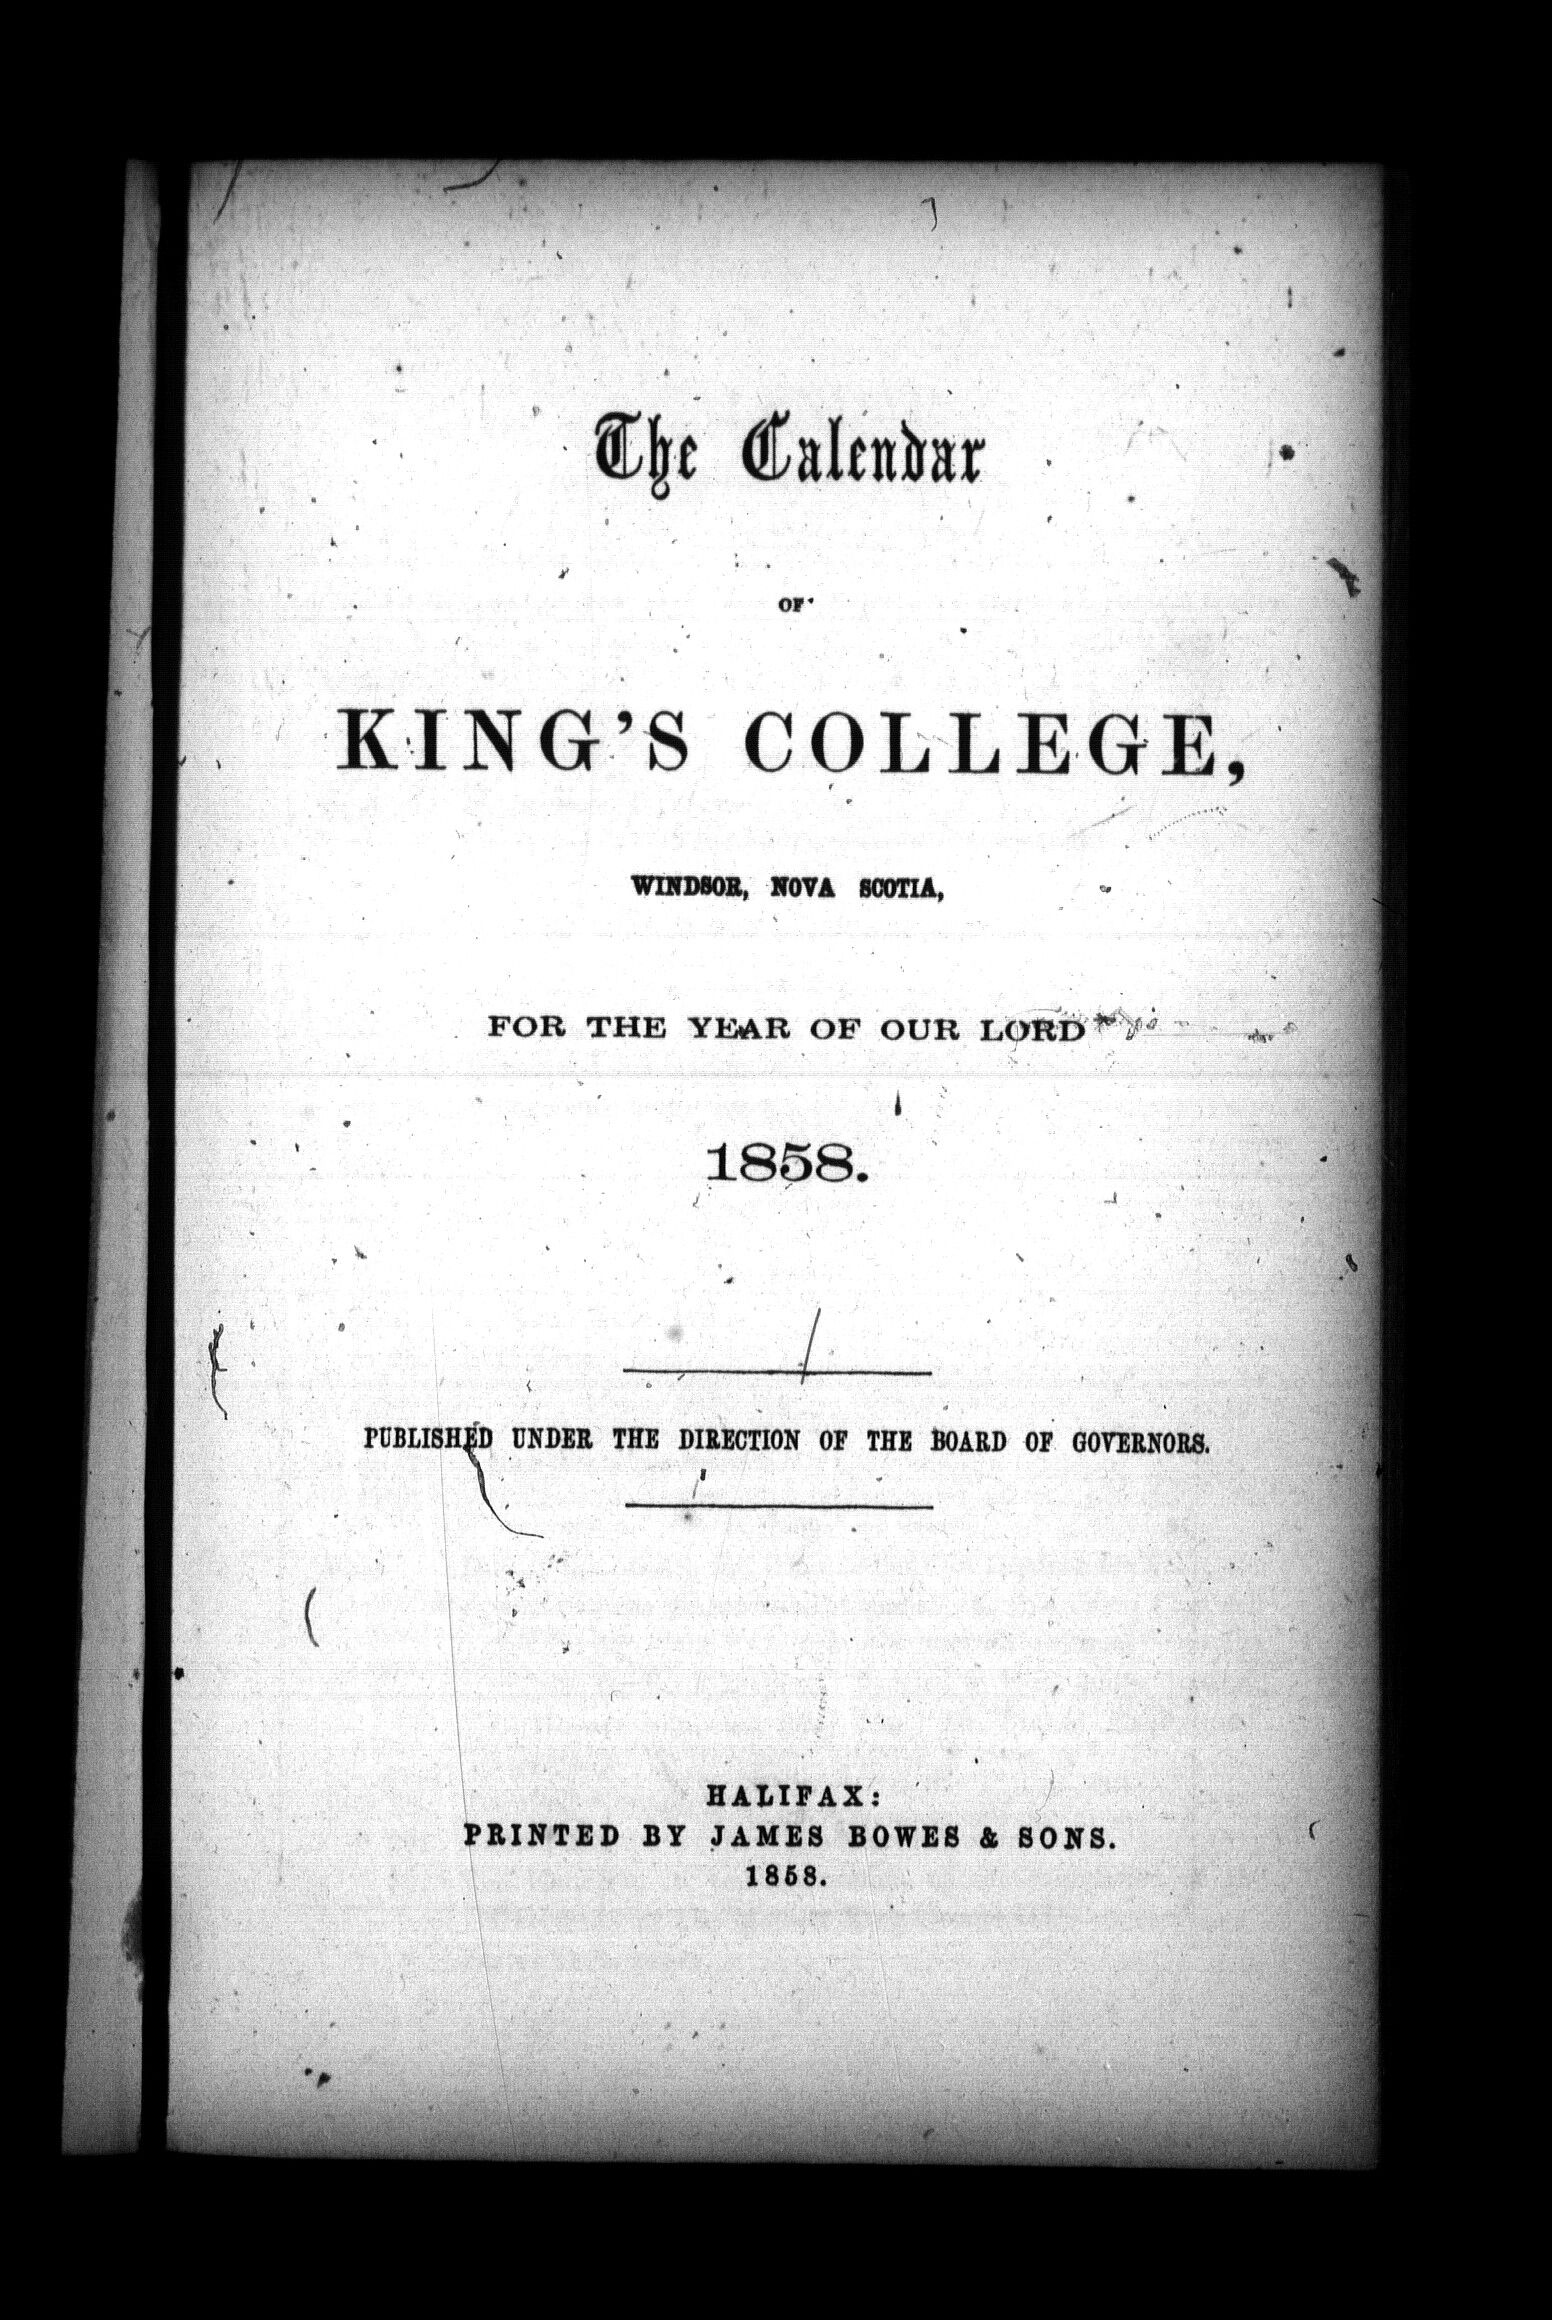 The Calendar
OF
KING'S COLLEGE,
WINDSOR, NOVA SCOTIA,
FOR THE YEAR OF OUR LORD
1858.
PUBLISHED UNDER THE DIRECTION OF THE BOARD OF GOVERNORS.
HALIFAX:
PRINTED BY JAMES BOWES & SONS.
1858.